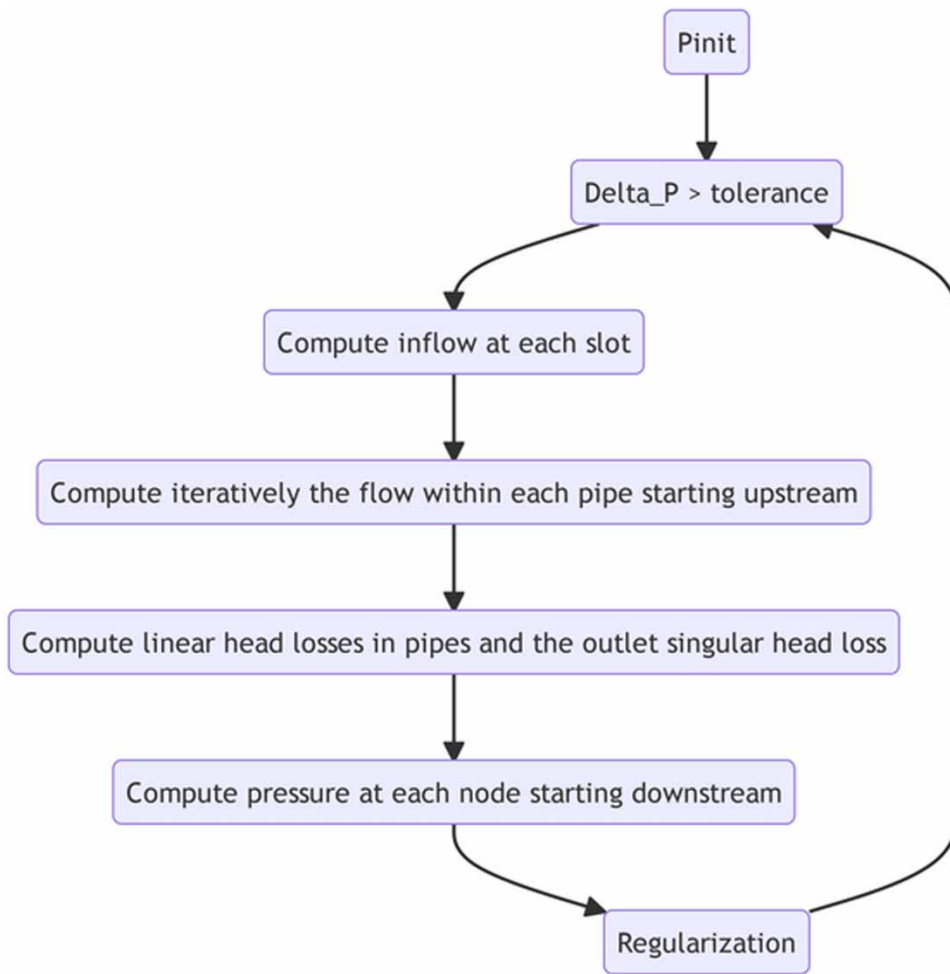 Pinit
Delta_P > tolerance
Compute inflow at each slot
Compute iteratively the flow within each pipe starting upstream
Compute linear head losses in pipes and the outlet singular head loss
Compute pressure at each node starting downstream
Regularization